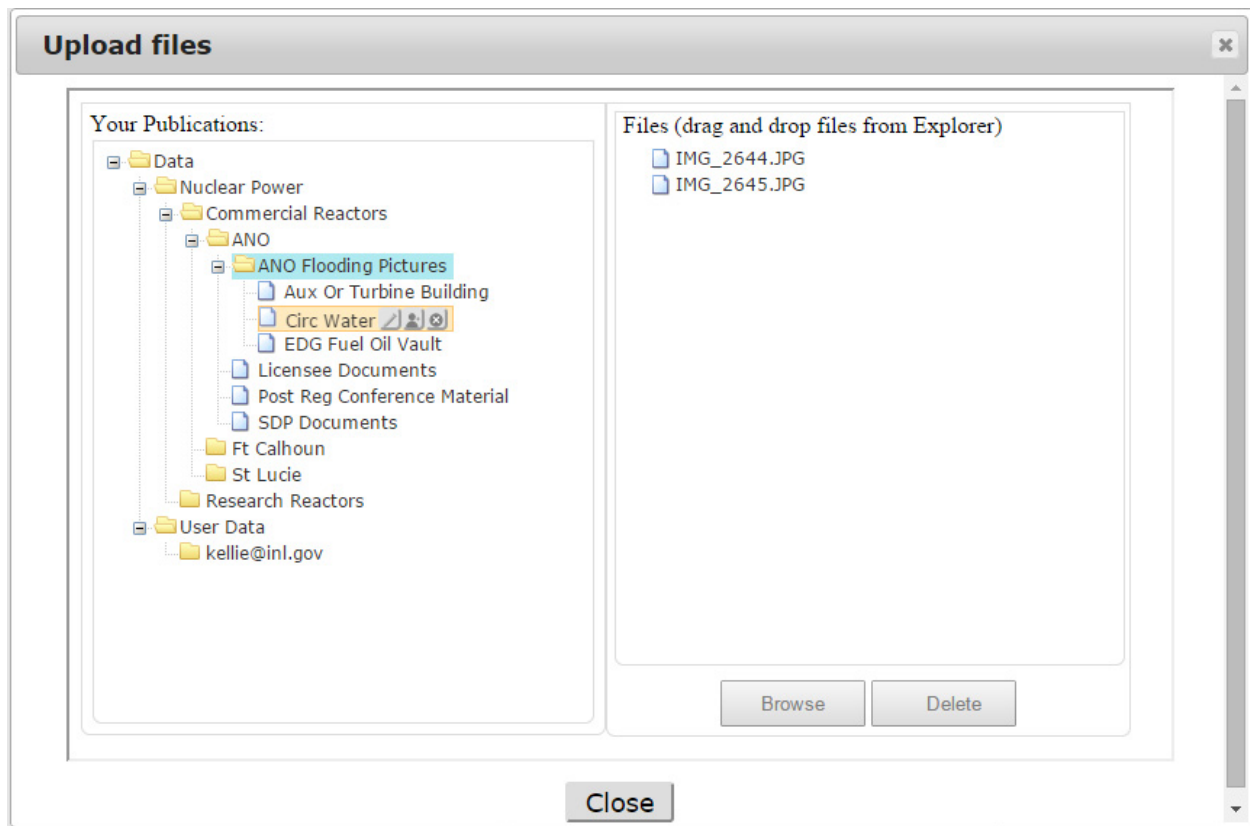 Upload files
Your Publications:
Data
Nuclear Power
Commercial Reactors
ANO
ANO Flooding Pictures
Aux Or Turbine Building
Circ Water
EDG Fuel Oil Vault
Licensee Documents
Post Reg Conference Material
SDP Documents
Ft Calhoun
St Lucie
Research Reactors
User Data
kellie@inl.gov
Files (drag and drop files from Explorer)
IMG_2644.JPG
IMG_2645.JPG
Browse
Delete
Close